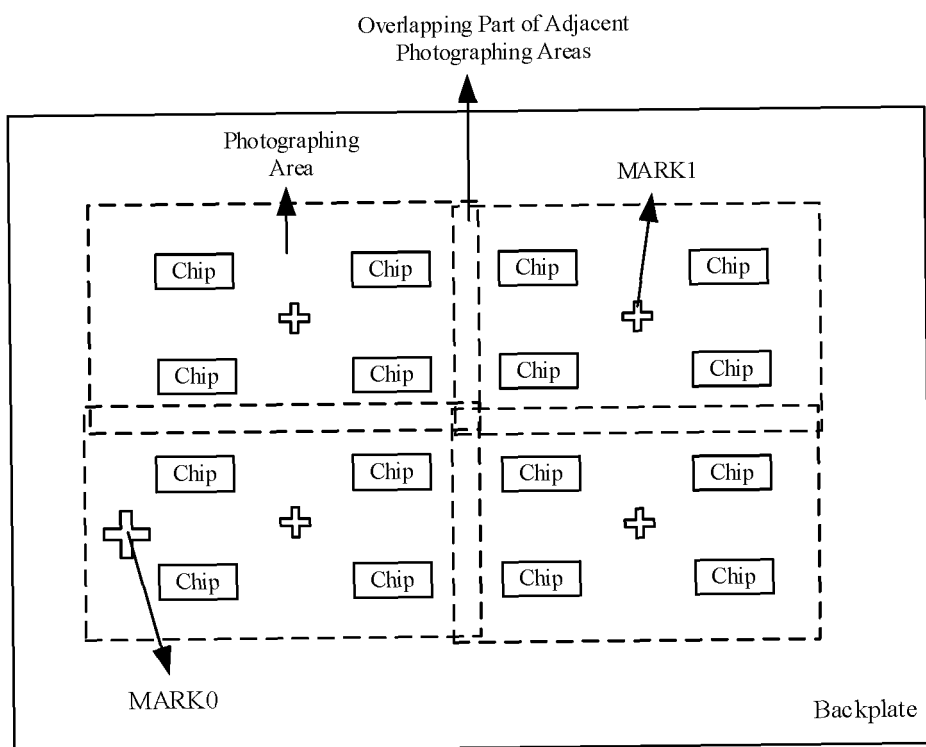 Overlapping Part of Adjacent
Photographing Areas
Photographing
Area
MARK1
Chip Chip Chip Chip
Chip Chip Chip Chip
Chip Chip Chip Chip
Chip Chip Chip Chip
MARK0
Backplate